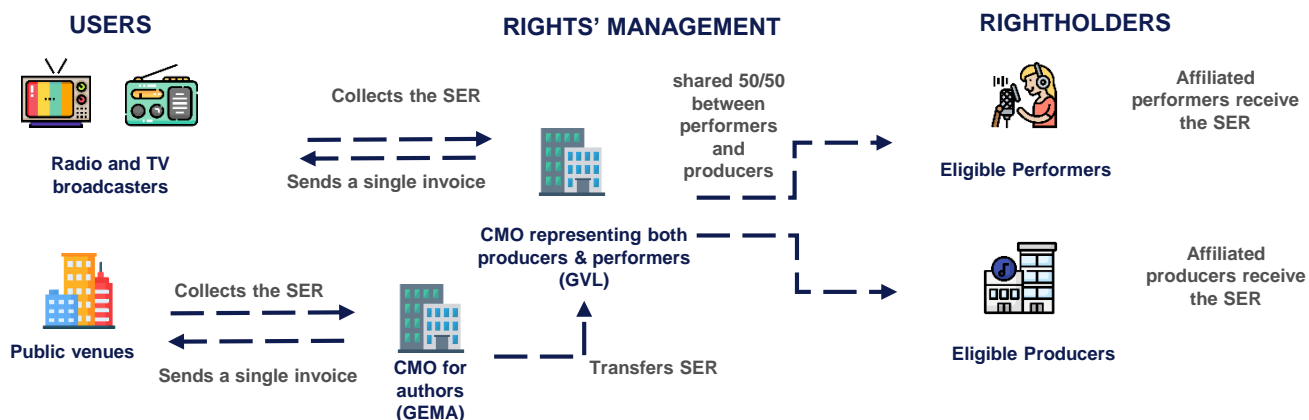 USERS
RIGHTS' MANAGEMENT
RIGHTHOLDERS
Collects the SER
Sends a single invoice
Radio and TV
broadcasters
shared 50/50
between
performers
and
producers
Affiliated
performers receive
the SER
Eligible Performers
CMO representing both
producers & performers
(GVL)
Affiliated
producers receive
the SER
Eligible Producers
Collects the SER
Sends a single invoice
Public venues
CMO for
authors
(GEMA)
Transfers SER